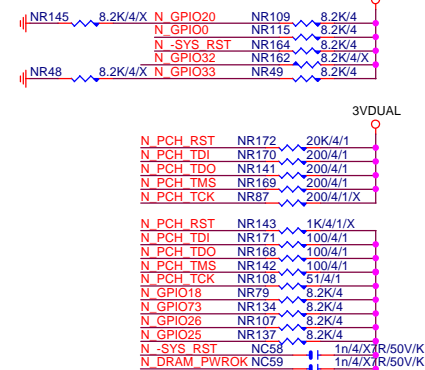 NR145 8.2K/4/X N_GPIO20 NR109 8.2K/4
N_GPIO0 NR115 8.2K/4
N_-SYS_RST NR164 8.2K/4
N_GPIO32 NR162 8.2K/4/X
NR48 8.2K/4/X N_GPIO33 NR49 8.2K/4
3VDUAL
N_PCH_RST NR172 20K/4/1
N_PCH_TDI NR170 200/4/1
N_PCH_TDO NR141 200/4/1
N_PCH_TMS NR169 200/4/1
N_PCH_TCK NR87 200/4/1/X
N_PCH_RST NR143 1K/4/1/X
N_PCH_TDI NR171 100/4/1
N_PCH_TDO NR168 100/4/1
N_PCH_TMS NR142 100/4/1
N_PCH_TCK NR108 51/4/1
N_GPIO18 NR79 8.2K/4
N_GPIO73 NR134 8.2K/4
N_GPIO26 NR107 8.2K/4
N_GPIO25 NR137 8.2K/4
N_-SYS_RST NC58 1n/4/X7R/50V/K
N_DRAM_PWROK NC59 1n/4/X7R/50V/K